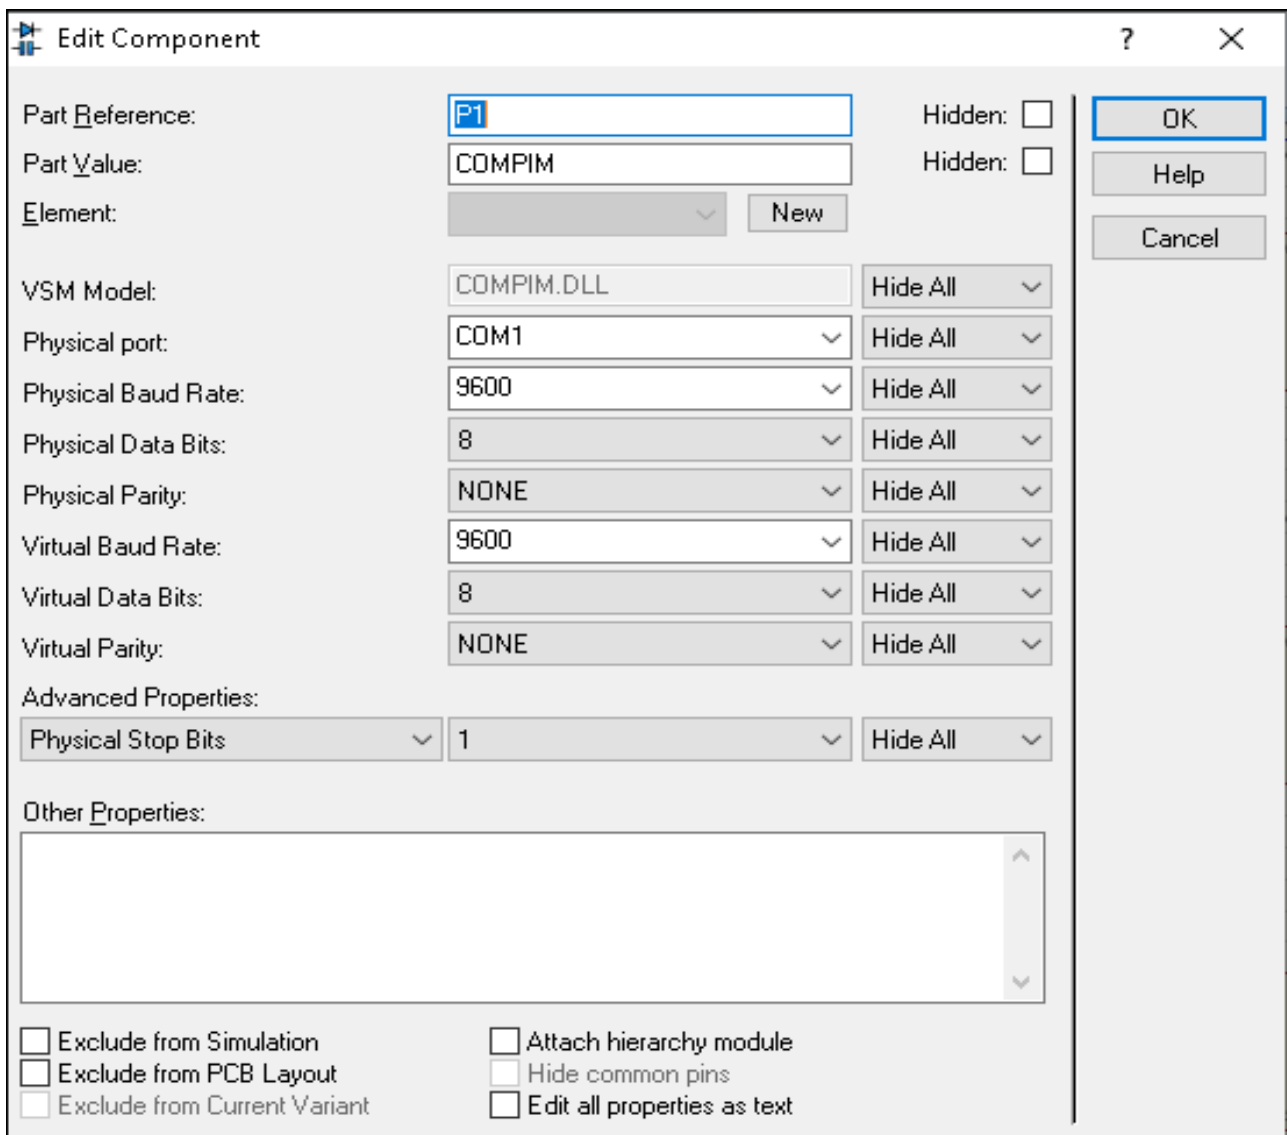 Edit Component ?
Part Reference: P1 Hidden: OK
Part Value: COMPIM Hidden: Help
Element: New Cancel
VSM Model: COMPIM.DLL Hide All
Physical port: COM1 Hide All
Physical Baud Rate: 9600 Hide All
Physical Data Bits: 8 Hide All
Physical Parity: NONE Hide All
Virtual Baud Rate: 9600 Hide All
Virtual Data Bits: 8 Hide All
Virtual Parity: NONE Hide All
Advanced Properties:
Physical Stop Bits 1 Hide All
Other Properties:
Exclude from Simulation Attach hierarchy module
Exclude from PCB Layout Hide common pins
Exclude from Current Variant Edit all properties as text